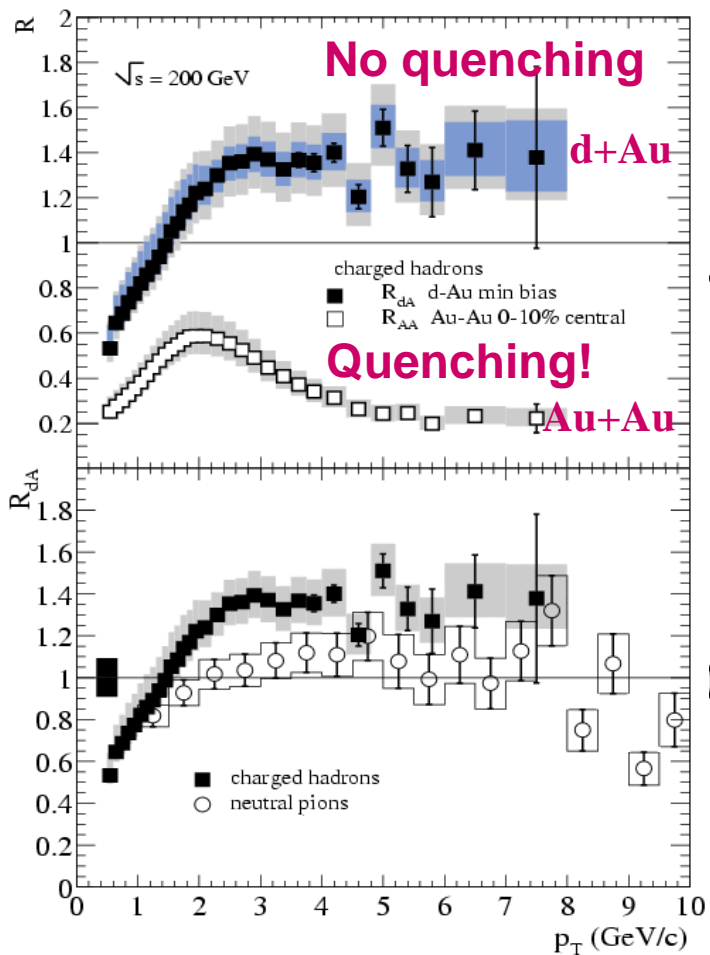 R
2
1.8
1.6
1.4
1.2
1
0.8
0.6
0.4
0.2
√s = 200 GeV
No quenching
d+Au
charged hadrons
R_dA d-Au min bias
R_AA Au-Au 0-10% central
Quenching!
Au+Au
R_dA
1.8
1.6
1.4
1.2
1
0.8
0.6
0.4
0.2
0
charged hadrons
neutral pions
0 1 2 3 4 5 6 7 8 9 10
p_T (GeV/c)